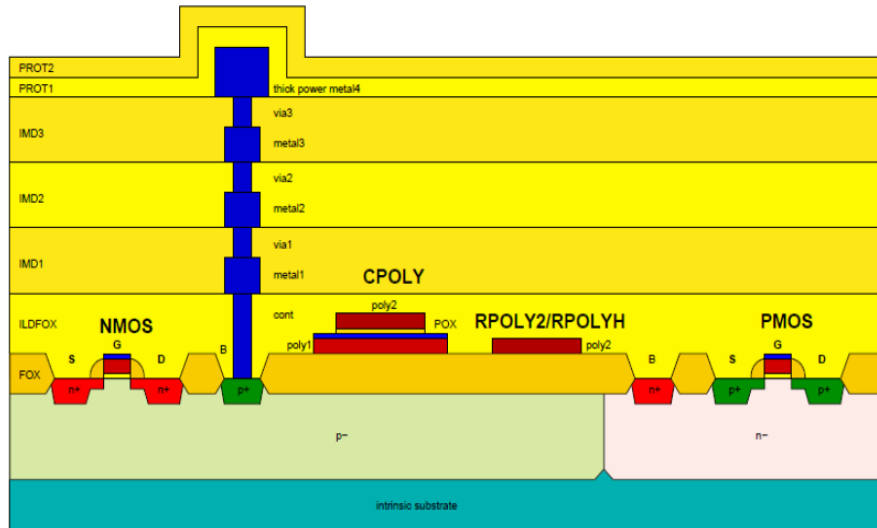 PROT2
PROT1
thick power metal4
via3
IMD3
metal3
via2
IMD2
metal2
via1
IMD1
metal1
CPOLY
poly2
ILDFOX
NMOS
cont
POX
RPOLY2/RPOLYH
PMOS
G
B
poly1
poly2
G
S
D
B
S
D
FOX
n+
n+
p+
n+
p+
p+
p−
n−
intrinsic substrate